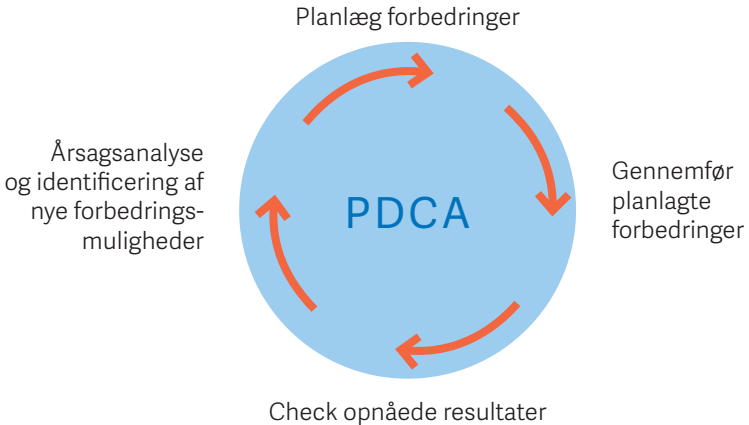 Planlæg forbedringer
Årsagsanalyse
og identificering af
nye forbedrings-
muligheder
PDCA
Gennemfør
planlagte
forbedringer
Check opnåede resultater